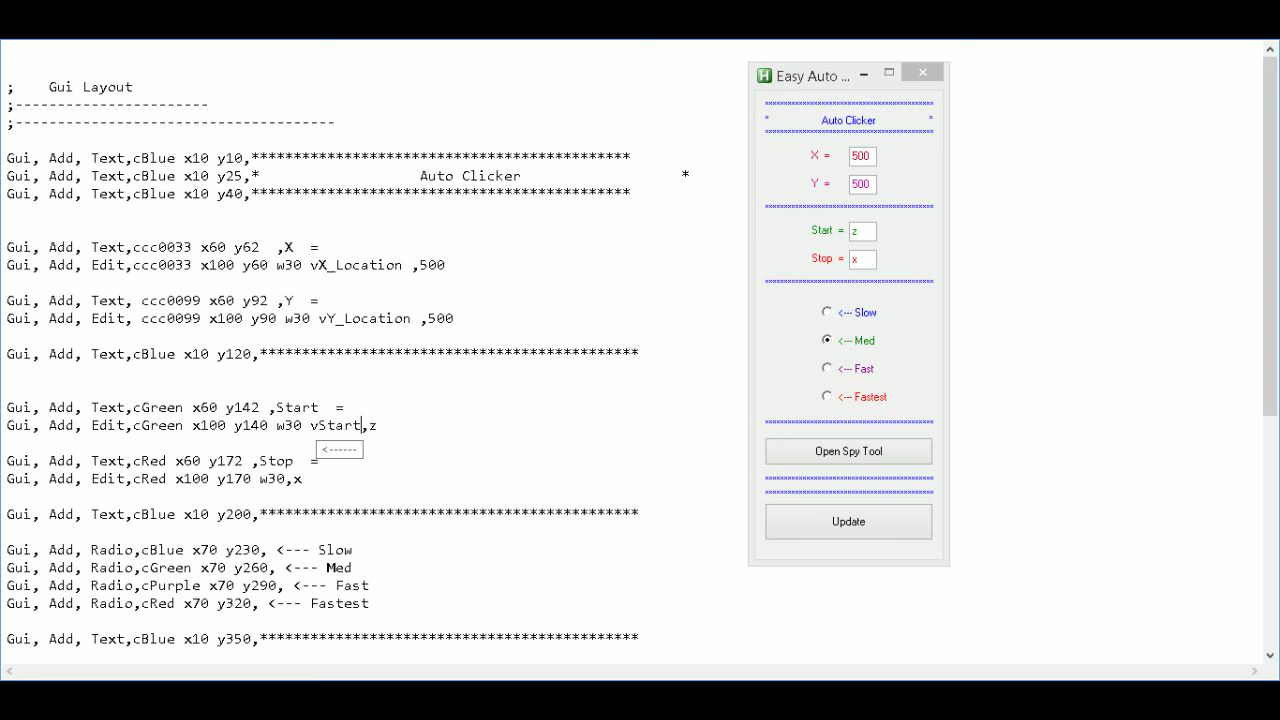 ;    Gui Layout
;-----------------------
;--------------------------------------
Gui, Add, Text,cBlue x10 y10,*********************************************
Gui, Add, Text,cBlue x10 y25,*                   Auto Clicker                   *
Gui, Add, Text,cBlue x10 y40,*********************************************
Gui, Add, Text,ccc0033 x60 y62  ,X  =
Gui, Add, Edit,ccc0033 x100 y60 w30 vX_Location ,500
Gui, Add, Text, ccc0099 x60 y92 ,Y  =
Gui, Add, Edit, ccc0099 x100 y90 w30 vY_Location ,500
Gui, Add, Text,cBlue x10 y120,*********************************************
Gui, Add, Text,cGreen x60 y142 ,Start  =
Gui, Add, Edit,cGreen x100 y140 w30 vStart,z
<------
Gui, Add, Text,cRed x60 y172 ,Stop  =
Gui, Add, Edit,cRed x100 y170 w30,x
Gui, Add, Text,cBlue x10 y200,*********************************************
Gui, Add, Radio,cBlue x70 y230, <--- Slow
Gui, Add, Radio,cGreen x70 y260, <--- Med
Gui, Add, Radio,cPurple x70 y290, <--- Fast
Gui, Add, Radio,cRed x70 y320, <--- Fastest
Gui, Add, Text,cBlue x10 y350,*********************************************
H Easy Auto ...
*********************************************
* Auto Clicker *
*********************************************
X = 500
Y = 500
*********************************************
Start = z
Stop = x
*********************************************
<--- Slow
<--- Med
<--- Fast
<--- Fastest
*********************************************
Open Spy Tool
*********************************************
*********************************************
Update